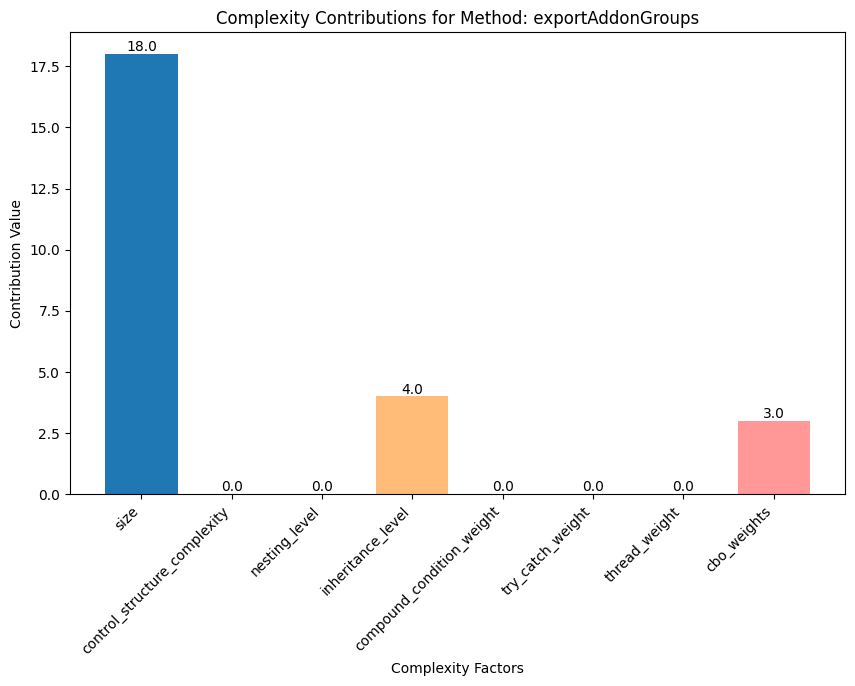 Complexity Contributions for Method: exportAddonGroups
Contribution Value
17.5
15.0
12.5
10.0
7.5
5.0
2.5
0.0
18.0
0.0
0.0
4.0
0.0
0.0
0.0
3.0
size
control_structure_complexity
nesting_level
inheritance_level
compound_condition_weight
try_catch_weight
thread_weight
cbo_weights
Complexity Factors